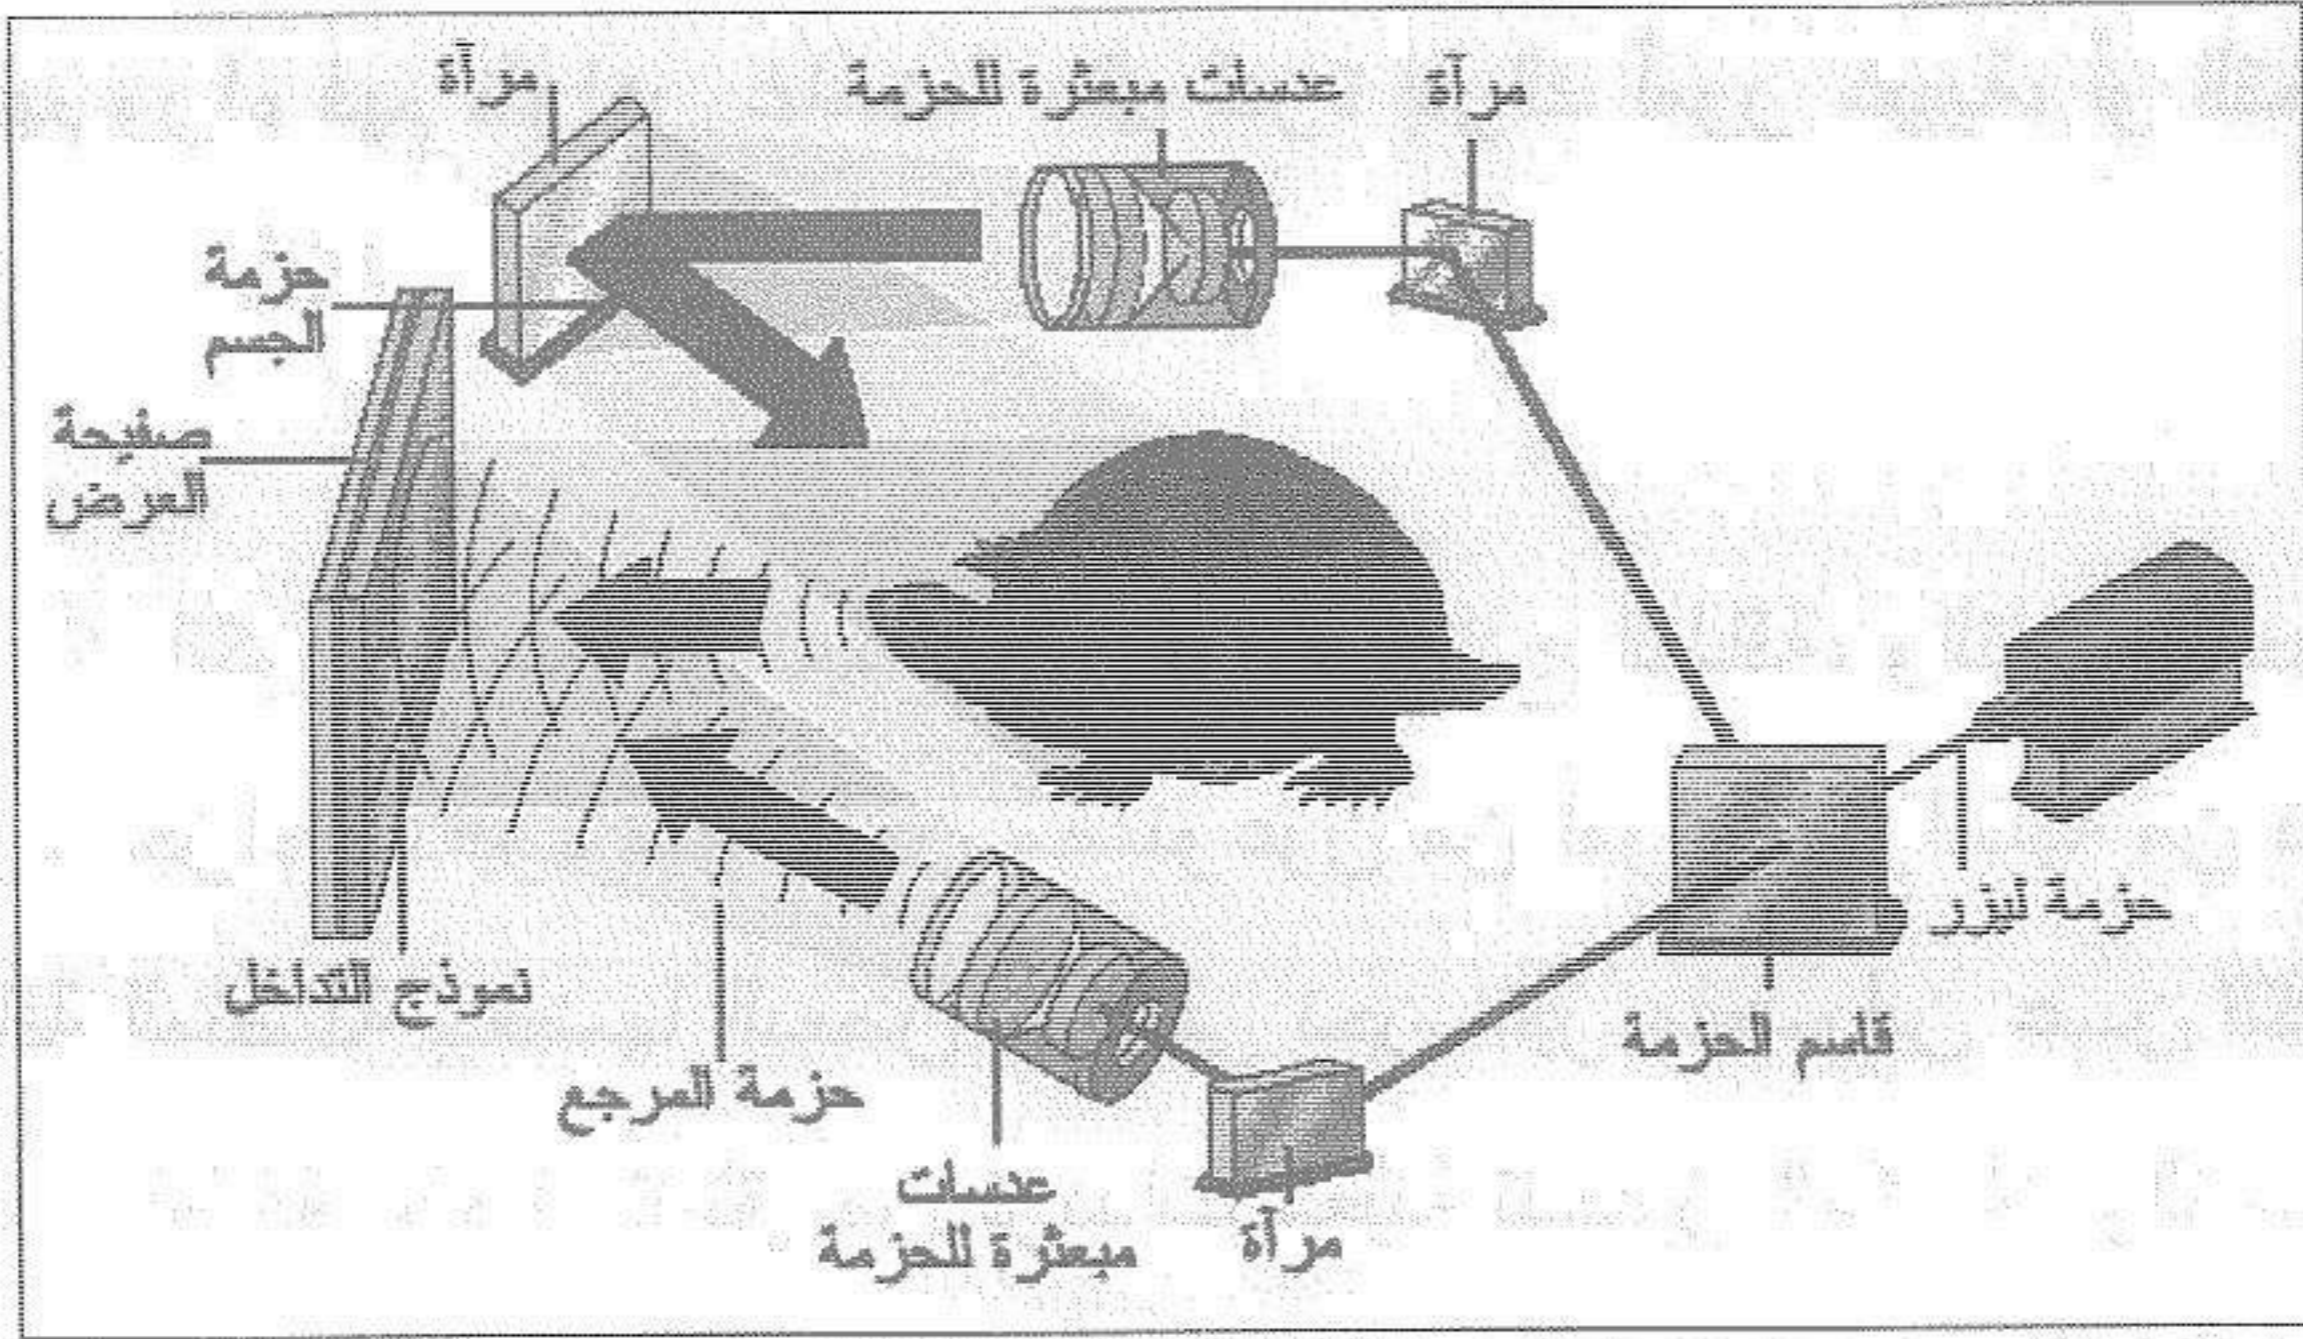 مرآة
عدسات مبعثرة للحزمة
مرآة
حزمة
الجسم
صفيحة
العرض
حزمة ليزر
نموذج التداخل
قاسم الحزمة
حزمة المرجع
عدسات
مبعثرة للحزمة
مرآة